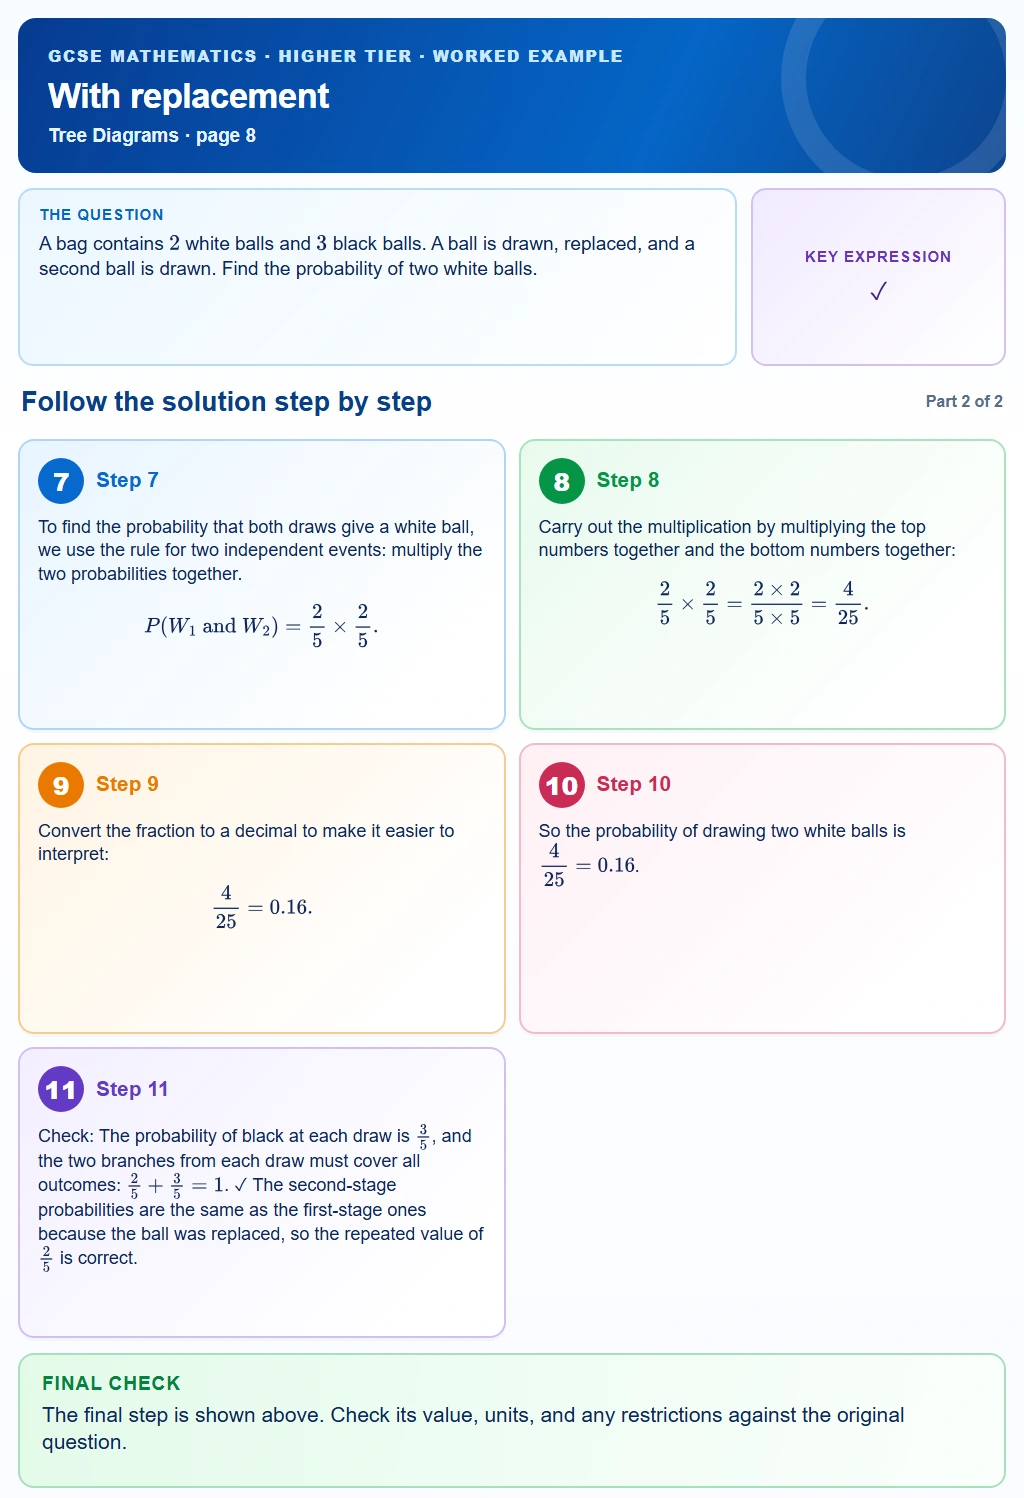 GCSE MATHEMATICS · HIGHER TIER · WORKED EXAMPLE
With replacement
Tree Diagrams · page 8
THE QUESTION
A bag contains 2 white balls and 3 black balls. A ball is drawn, replaced, and a
second ball is drawn. Find the probability of two white balls.
KEY EXPRESSION
✓
Follow the solution step by step
Part 2 of 2
7 Step 7
To find the probability that both draws give a white ball,
we use the rule for two independent events: multiply the
two probabilities together.
P(W₁ and W₂) = 2/5 × 2/5.
8 Step 8
Carry out the multiplication by multiplying the top
numbers together and the bottom numbers together:
2/5 × 2/5 = (2 × 2)/(5 × 5) = 4/25.
9 Step 9
Convert the fraction to a decimal to make it easier to
interpret:
4/25 = 0.16.
10 Step 10
So the probability of drawing two white balls is
4/25 = 0.16.
11 Step 11
Check: The probability of black at each draw is 3/5, and
the two branches from each draw must cover all
outcomes: 2/5 + 3/5 = 1. ✓ The second-stage
probabilities are the same as the first-stage ones
because the ball was replaced, so the repeated value of
2/5 is correct.
FINAL CHECK
The final step is shown above. Check its value, units, and any restrictions against the original
question.